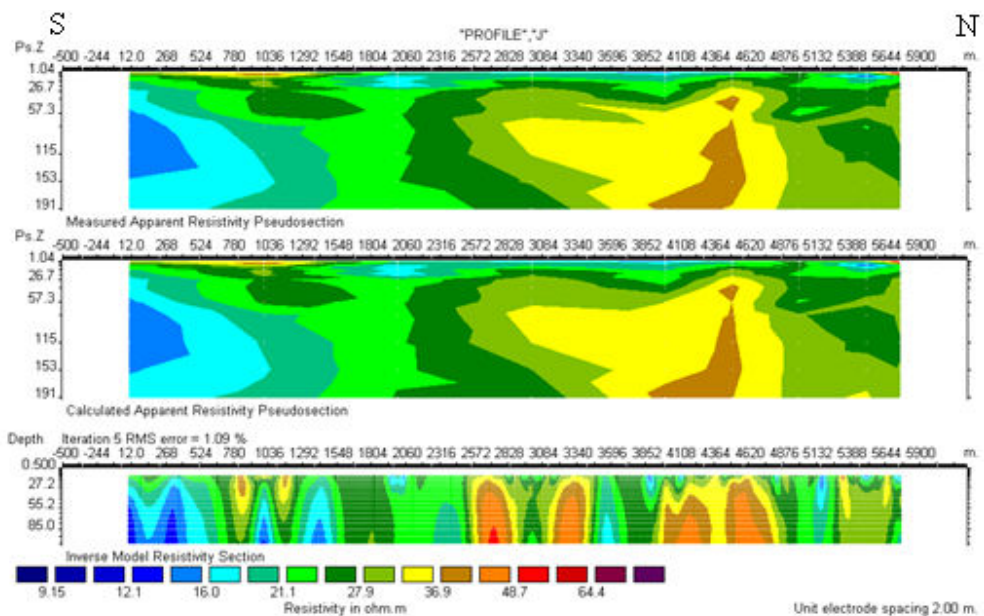 S N
"PROFILE","J"
Ps.Z -500 -244 12.0 268 524 780 1036 1548 1804 2060 2316 2572 2828 3084 3340 3596 3852 4108 4364 4620 4876 5132 5388 5644 5900 m.
1.04
26.7
57.3
115
153
191
Measured Apparent Resistivity Pseudosection
Ps.Z -500 -244 12.0 268 524 780 1036 1548 1804 2060 2316 2572 2828 3084 3340 3596 3852 4108 4364 4620 4876 5132 5388 5644 5900 m.
1.04
26.7
57.3
115
153
191
Calculated Apparent Resistivity Pseudosection
Depth Iteration 5 RMS error = 1.09 %
-500 -244 12.0 268 524 780 1036 1548 1804 2060 2316 2572 2828 3084 3340 3596 3852 4108 4364 4620 4876 5132 5388 5644 5900 m.
0.500
27.2
55.2
85.0
Inverse Model Resistivity Section
9.15 12.1 16.0 21.1 27.9 36.9 48.7 64.4
Resistivity in ohm.m Unit electrode spacing 2.00 m.